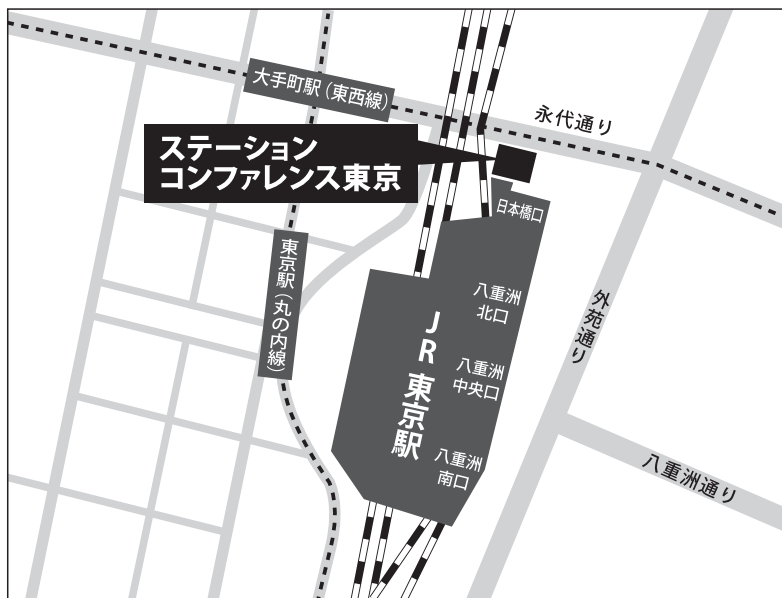 大手町駅（東西線）
永代通り
ステーション
コンファレンス東京
日本橋口
東京駅（丸の内線）
八重洲
北口
外苑通り
JR 東京駅
八重洲
中央口
八重洲
南口
八重洲通り